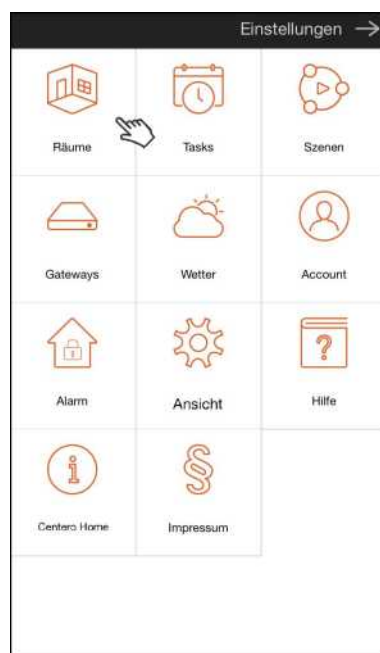 Einstellungen →
Räume
Tasks
Szenen
Gateways
Wetter
Account
Alarm
Ansicht
Hilfe
Centero Home
Impressum